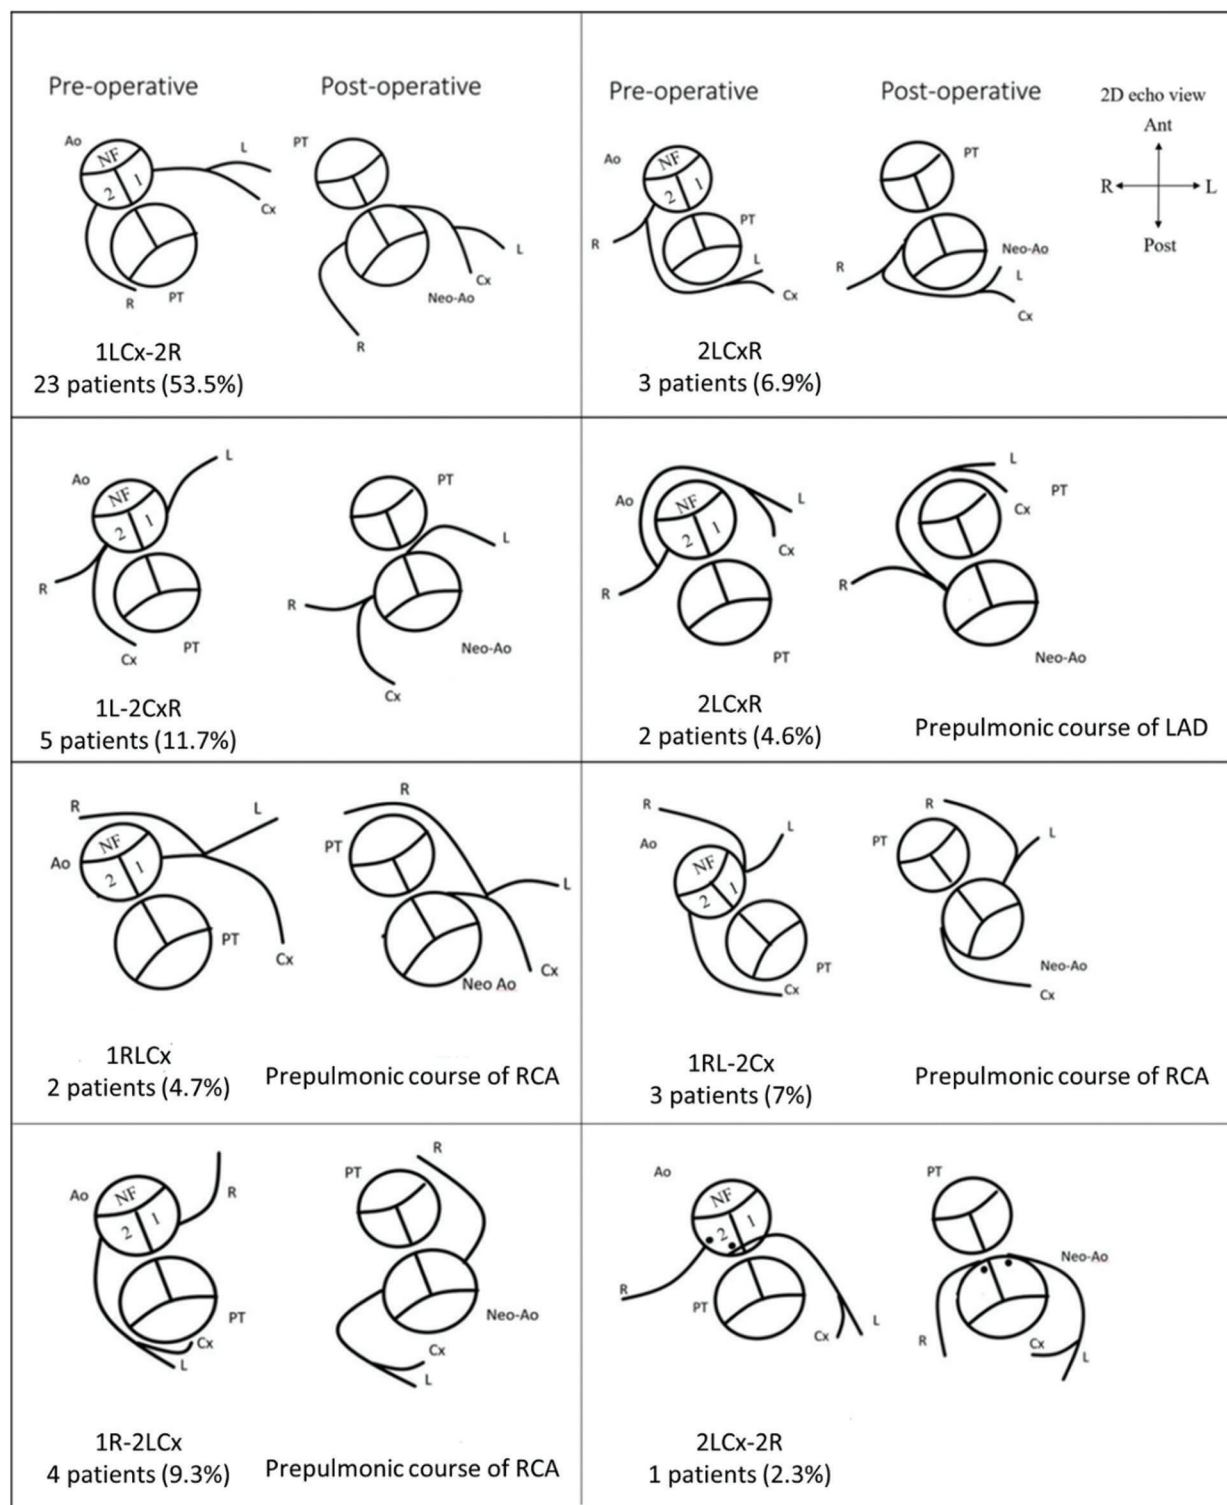 Pre-operative
Post-operative
Ao
NF
2
1
L
Cx
R
PT
PT
L
Cx
Neo-Ao
R
1LCx-2R
23 patients (53.5%)
Pre-operative
Post-operative
2D echo view
Ant
R
L
Post
Ao
NF
2
1
PT
R
L
Cx
PT
Neo-Ao
R
L
Cx
2LCxR
3 patients (6.9%)
Ao
NF
2
1
L
R
Cx
PT
PT
L
R
Neo-Ao
Cx
1L-2CxR
5 patients (11.7%)
Ao
NF
2
1
L
Cx
R
PT
L
PT
Cx
R
Neo-Ao
2LCxR
2 patients (4.6%)
Prepulmonic course of LAD
R
L
Ao
NF
2
1
PT
Cx
R
PT
L
Cx
Neo Ao
1RLCx
2 patients (4.7%)
Prepulmonic course of RCA
R
L
Ao
NF
2
1
PT
Cx
R
L
PT
Neo-Ao
Cx
1RL-2Cx
3 patients (7%)
Prepulmonic course of RCA
Ao
NF
2
1
R
PT
Cx
L
R
PT
Neo-Ao
Cx
L
1R-2LCx
4 patients (9.3%)
Prepulmonic course of RCA
Ao
NF
2
1
R
PT
Cx
L
PT
Neo-Ao
R
Cx
L
2LCx-2R
1 patients (2.3%)